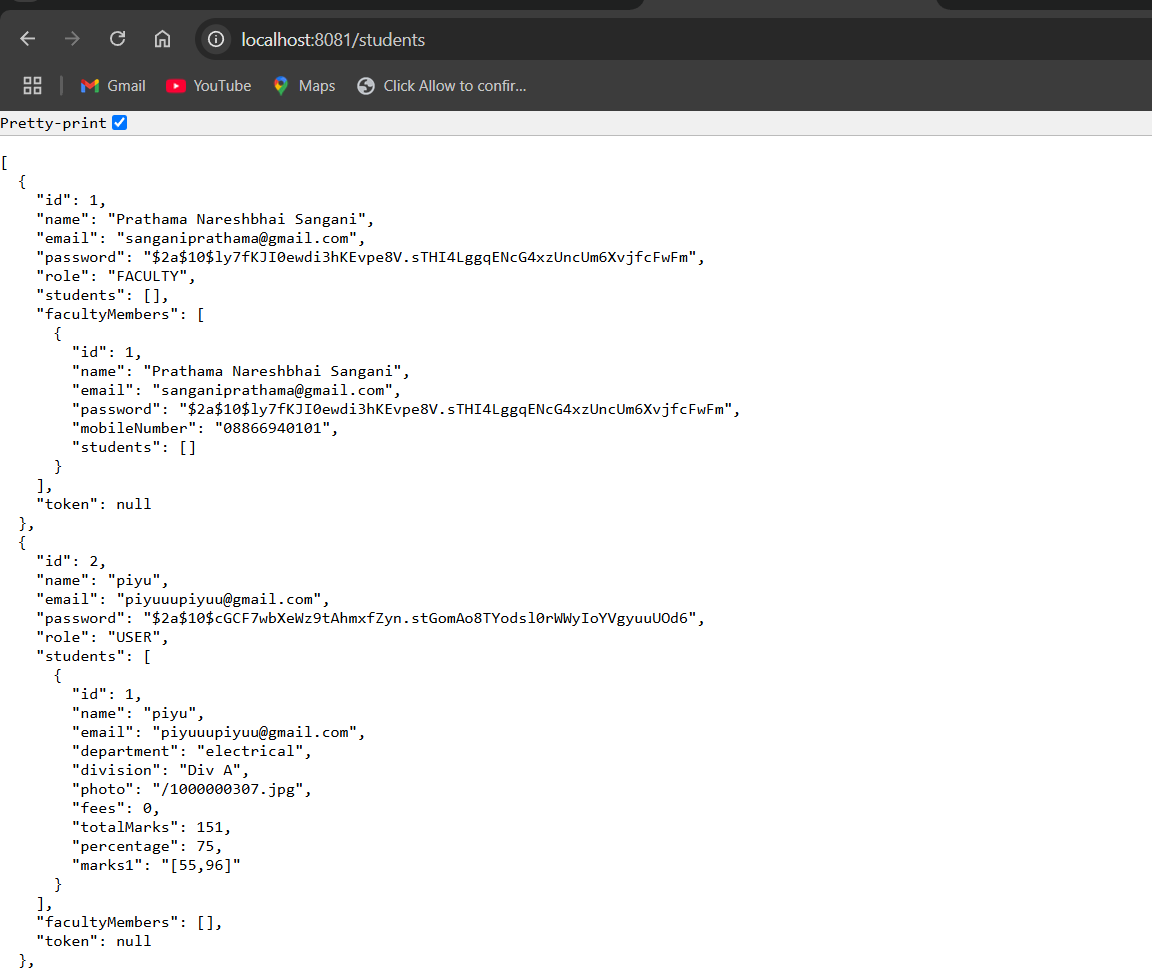 localhost:8081/students
Gmail YouTube Maps Click Allow to confir...
Pretty-print
[
  {
    "id": 1,
    "name": "Prathama Nareshbhai Sangani",
    "email": "sanganiprathama@gmail.com",
    "password": "$2a$10$ly7fKJI0ewdi3hKEvpe8V.sTHI4LggqENcG4xzUncUm6XvjfcFwFm",
    "role": "FACULTY",
    "students": [],
    "facultyMembers": [
      {
        "id": 1,
        "name": "Prathama Nareshbhai Sangani",
        "email": "sanganiprathama@gmail.com",
        "password": "$2a$10$ly7fKJI0ewdi3hKEvpe8V.sTHI4LggqENcG4xzUncUm6XvjfcFwFm",
        "mobileNumber": "08866940101",
        "students": []
      }
    ],
    "token": null
  },
  {
    "id": 2,
    "name": "piyu",
    "email": "piyuuupiyuu@gmail.com",
    "password": "$2a$10$cGCF7wbXeWz9tAhmxfZyn.stGomAo8TYodsl0rWWyIoYVgyuuUOd6",
    "role": "USER",
    "students": [
      {
        "id": 1,
        "name": "piyu",
        "email": "piyuuupiyuu@gmail.com",
        "department": "electrical",
        "division": "Div A",
        "photo": "/1000000307.jpg",
        "fees": 0,
        "totalMarks": 151,
        "percentage": 75,
        "marks1": "[55,96]"
      }
    ],
    "facultyMembers": [],
    "token": null
  },